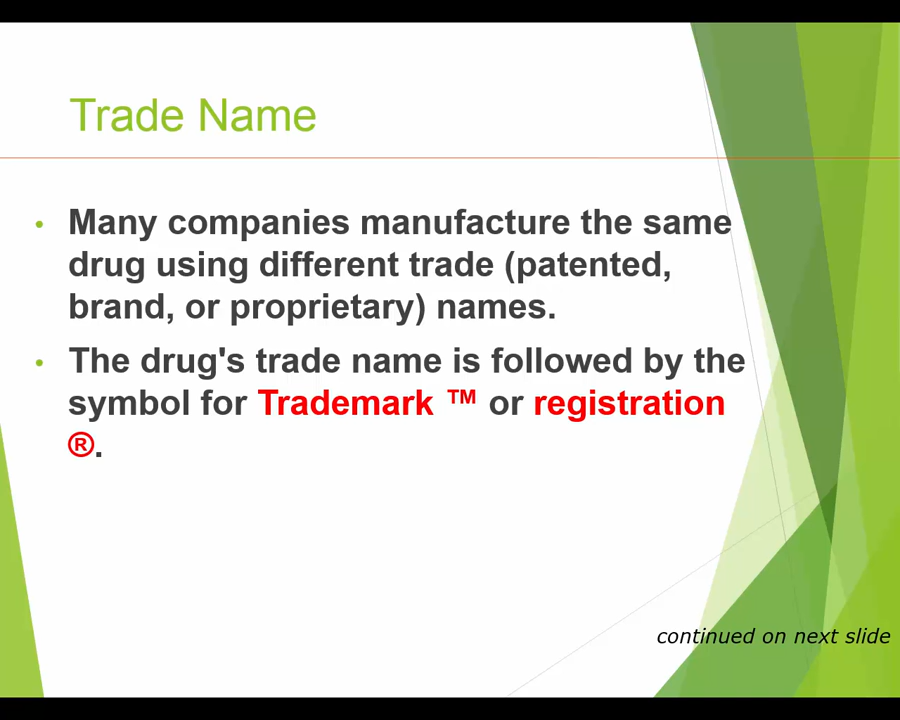 Trade Name
• Many companies manufacture the same
drug using different trade (patented,
brand, or proprietary) names.
• The drug's trade name is followed by the
symbol for Trademark ™ or registration
®.
continued on next slide